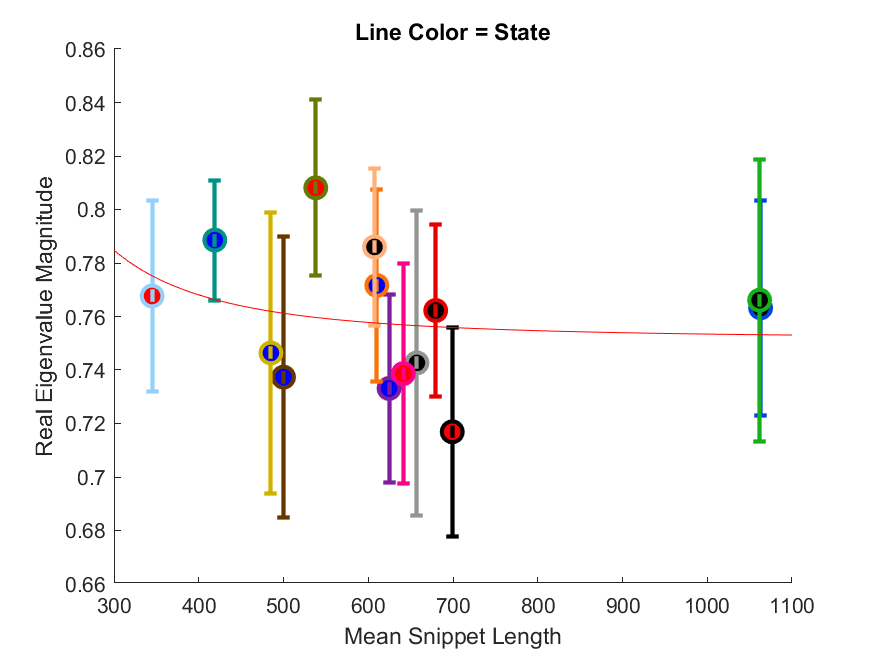 Line Color = State
0.86
0.84
0.82
0.8
0.78
0.76
0.74
0.72
0.7
0.68
0.66
Real Eigenvalue Magnitude
300 400 500 600 700 800 900 1000 1100
Mean Snippet Length